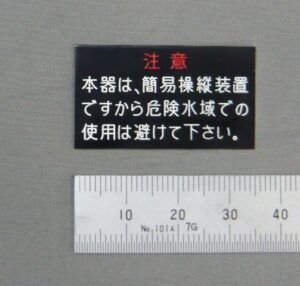 注意
本器は、簡易操縦装置
ですから危険水域での
使用は避けて下さい。
10 20 30 40
No.101A 7G